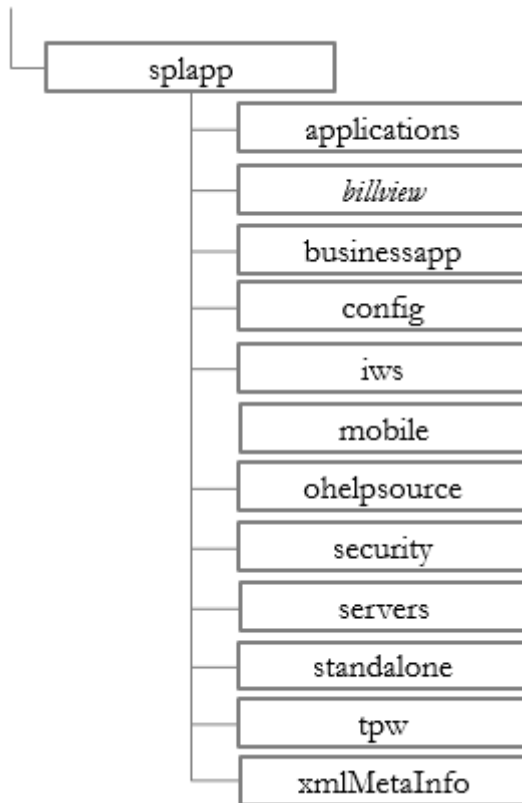 splapp
applications
billview
businessapp
config
iws
mobile
ohelpsource
security
servers
standalone
tpw
xmlMetaInfo